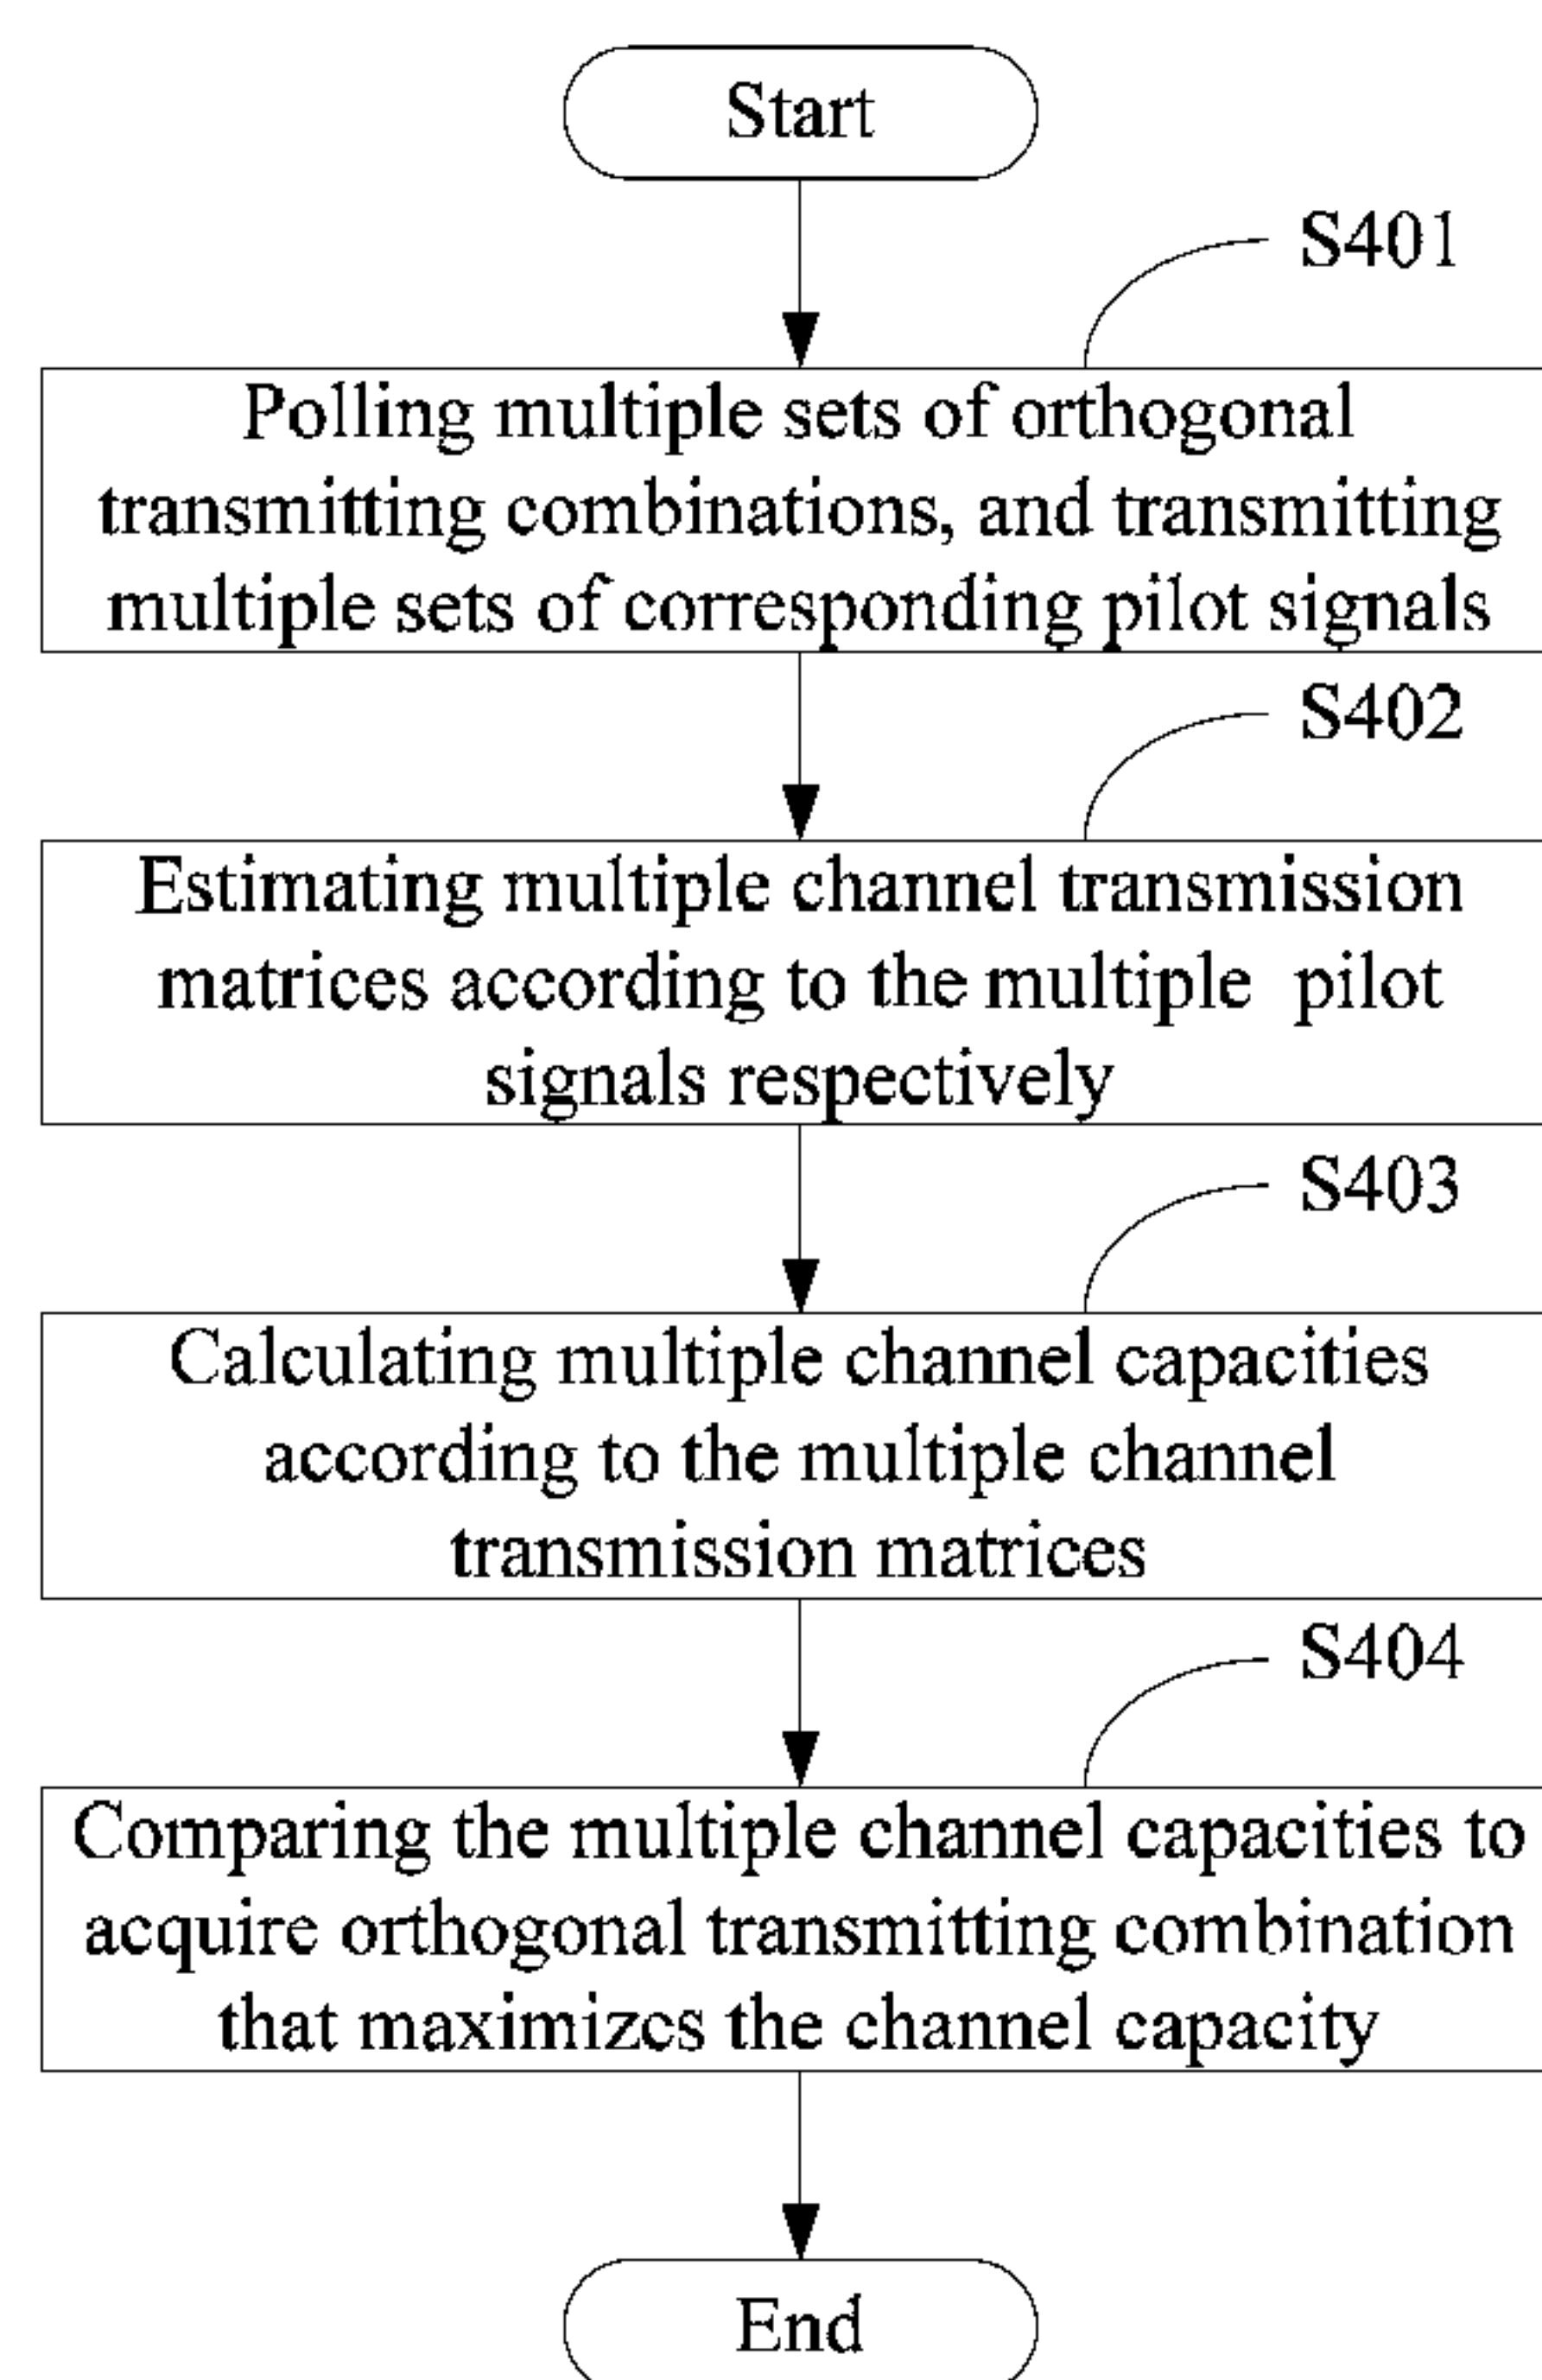 Start
S401
Polling multiple sets of orthogonal
transmitting combinations, and transmitting
multiple sets of corresponding pilot signals
S402
Estimating multiple channel transmission
matrices according to the multiple pilot
signals respectively
S403
Calculating multiple channel capacities
according to the multiple channel
transmission matrices
S404
Comparing the multiple channel capacities to
acquire orthogonal transmitting combination
that maximizes the channel capacity
End